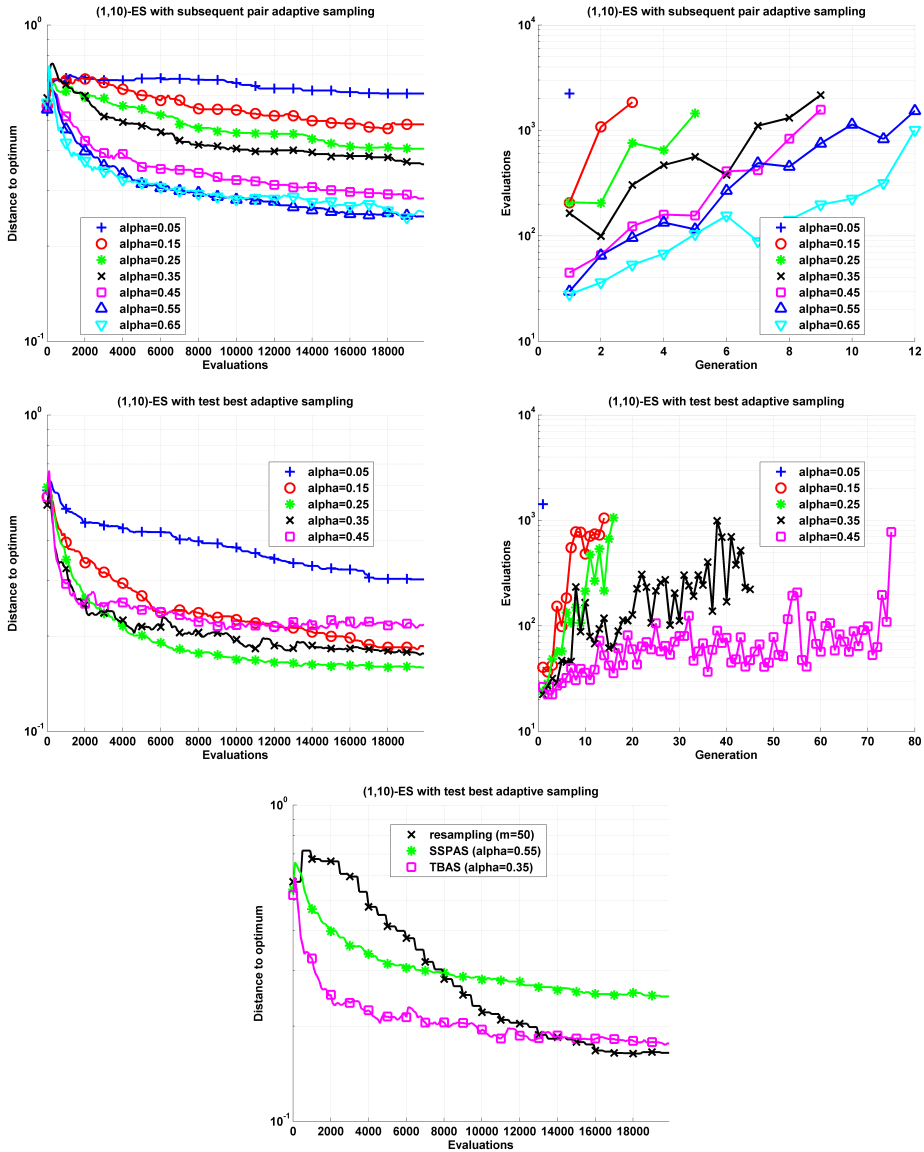 (1,10)-ES with subsequent pair adaptive sampling
10^0
10^-1
Distance to optimum
alpha=0.05
alpha=0.15
alpha=0.25
alpha=0.35
alpha=0.45
alpha=0.55
alpha=0.65
0 2000 4000 6000 8000 10000 12000 14000 16000 18000
Evaluations
(1,10)-ES with subsequent pair adaptive sampling
10^4
10^3
10^2
10^1
Evaluations
alpha=0.05
alpha=0.15
alpha=0.25
alpha=0.35
alpha=0.45
alpha=0.55
alpha=0.65
0 2 4 6 8 10 12
Generation
(1,10)-ES with test best adaptive sampling
10^0
10^-1
Distance to optimum
alpha=0.05
alpha=0.15
alpha=0.25
alpha=0.35
alpha=0.45
0 2000 4000 6000 8000 10000 12000 14000 16000 18000
Evaluations
(1,10)-ES with test best adaptive sampling
10^4
10^3
10^2
10^1
Evaluations
alpha=0.05
alpha=0.15
alpha=0.25
alpha=0.35
alpha=0.45
0 10 20 30 40 50 60 70 80
Generation
(1,10)-ES with test best adaptive sampling
10^0
10^-1
Distance to optimum
resampling (m=50)
SSPAS (alpha=0.55)
TBAS (alpha=0.35)
0 2000 4000 6000 8000 10000 12000 14000 16000 18000
Evaluations